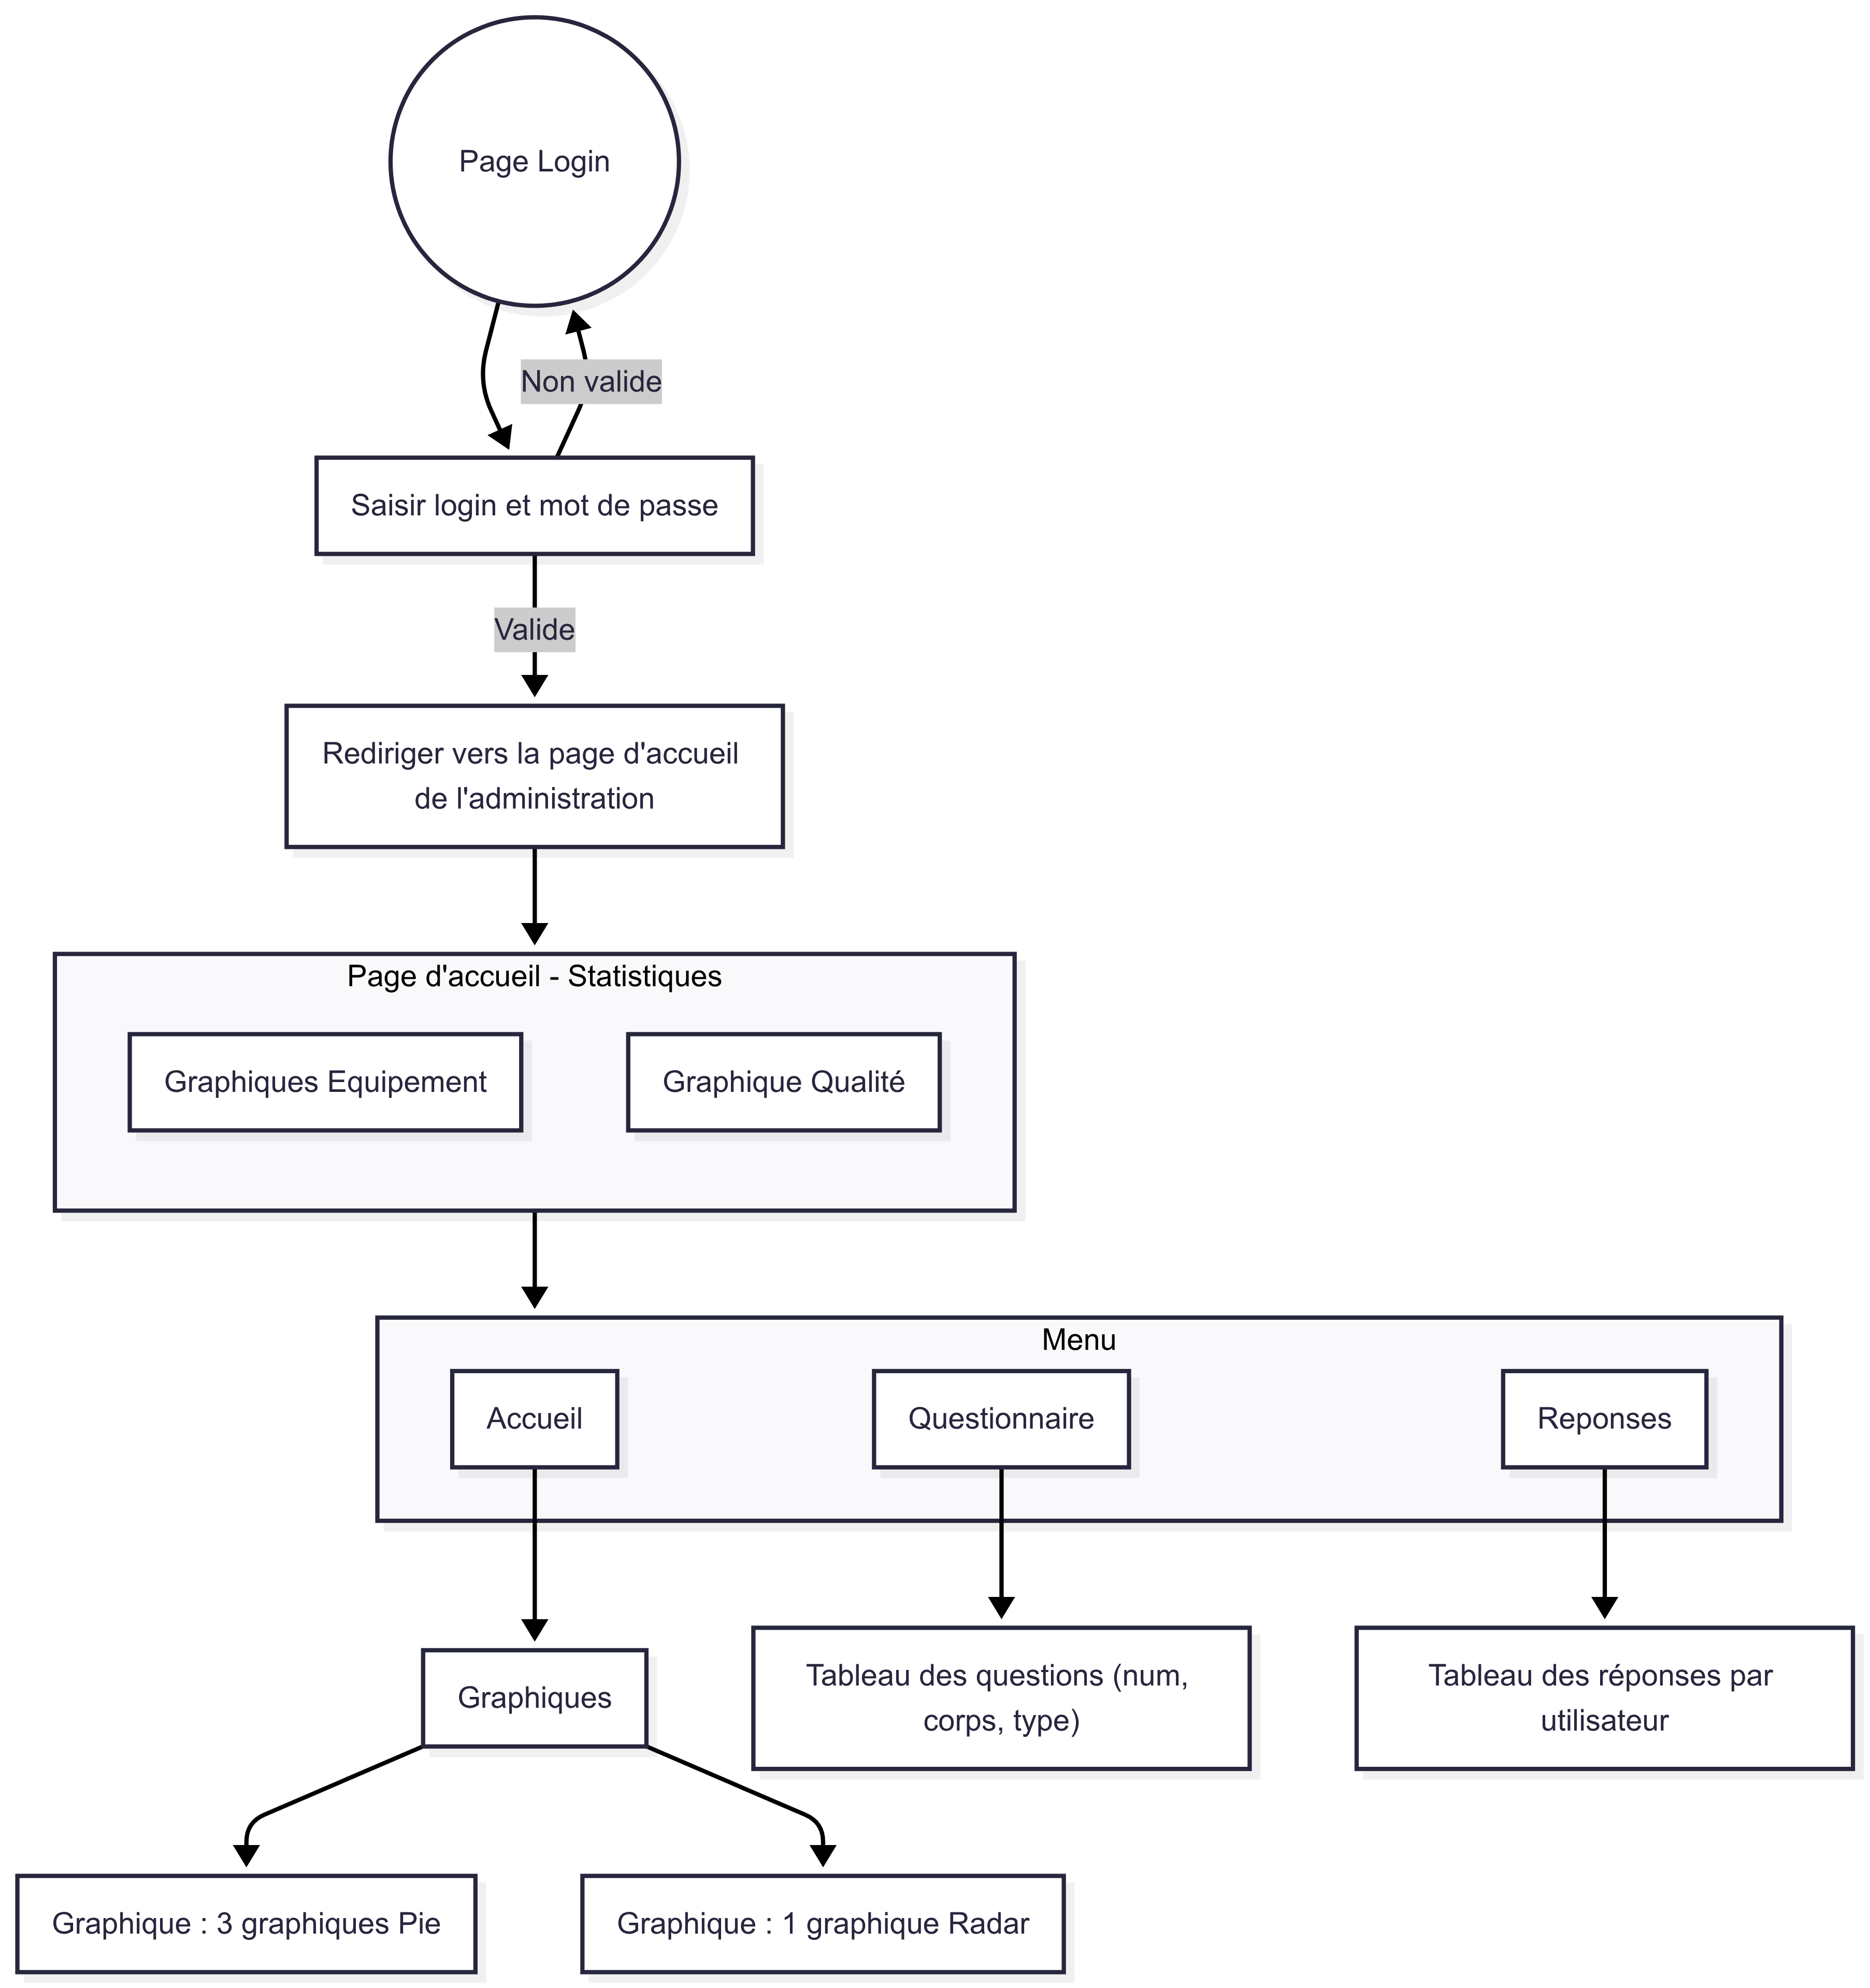 Page Login
Non valide
Saisir login et mot de passe
Valide
Rediriger vers la page d'accueil
de l'administration
Page d'accueil - Statistiques
Graphiques Equipement
Graphique Qualité
Menu
Accueil
Questionnaire
Reponses
Graphiques
Tableau des questions (num,
corps, type)
Tableau des réponses par
utilisateur
Graphique : 3 graphiques Pie
Graphique : 1 graphique Radar